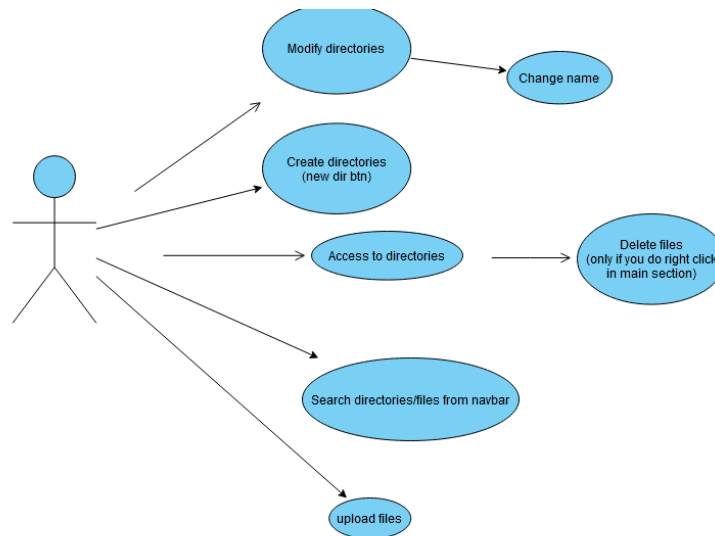 Modify directories
Change name
Create directories
(new dir btn)
Access to directories
Delete files
(only if you do right click
in main section)
Search directories/files from navbar
upload files